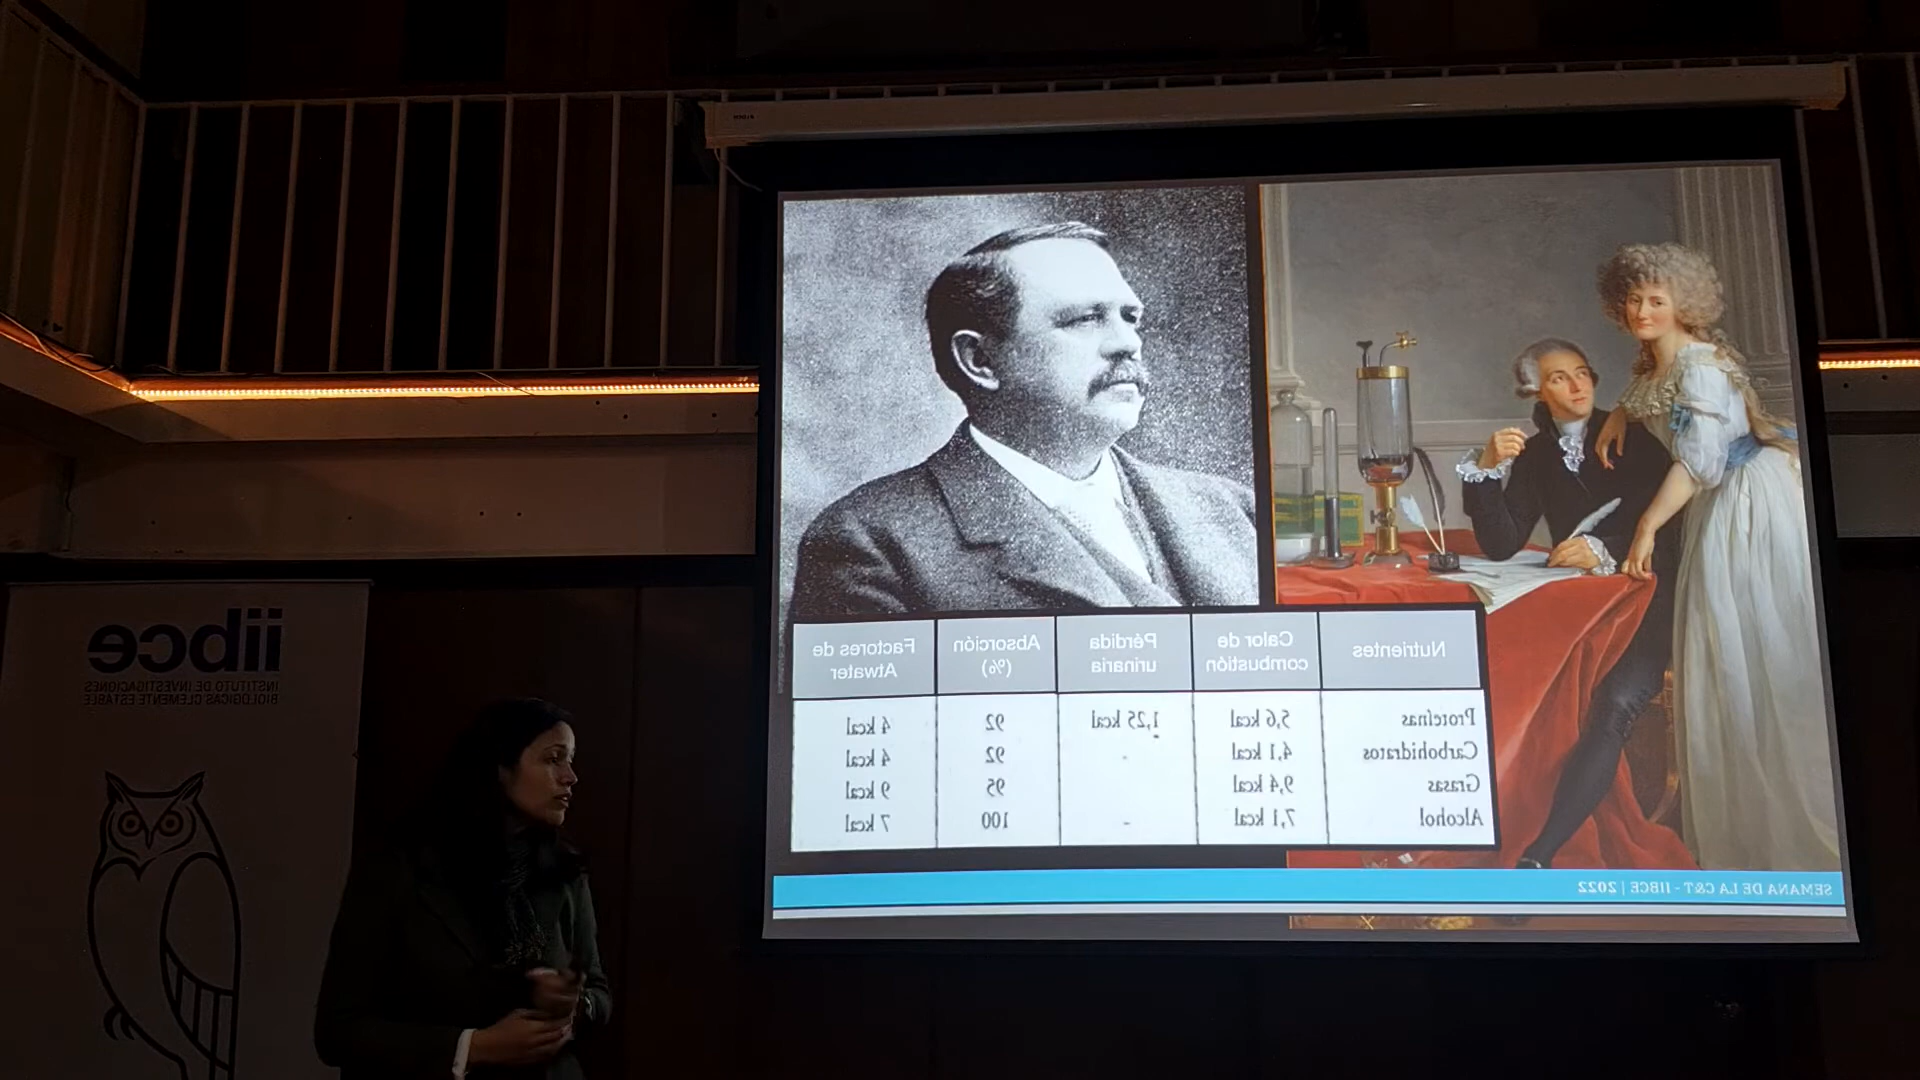 iibce
INSTITUTO DE INVESTIGACIONES
BIOLÓGICAS CLEMENTE ESTABLE
Nutrientes
Calor de
combustión
Pérdida
urinaria
Absorción
(%)
Factores de
Atwater
Proteínas 5,6 kcal 1,25 kcal 92 4 kcal
Carbohidratos 4,1 kcal - 92 4 kcal
Grasas 9,4 kcal 95 9 kcal
Alcohol 7,1 kcal - 100 7 kcal
SEMANA DE LA C&T - IIBCE | 2022